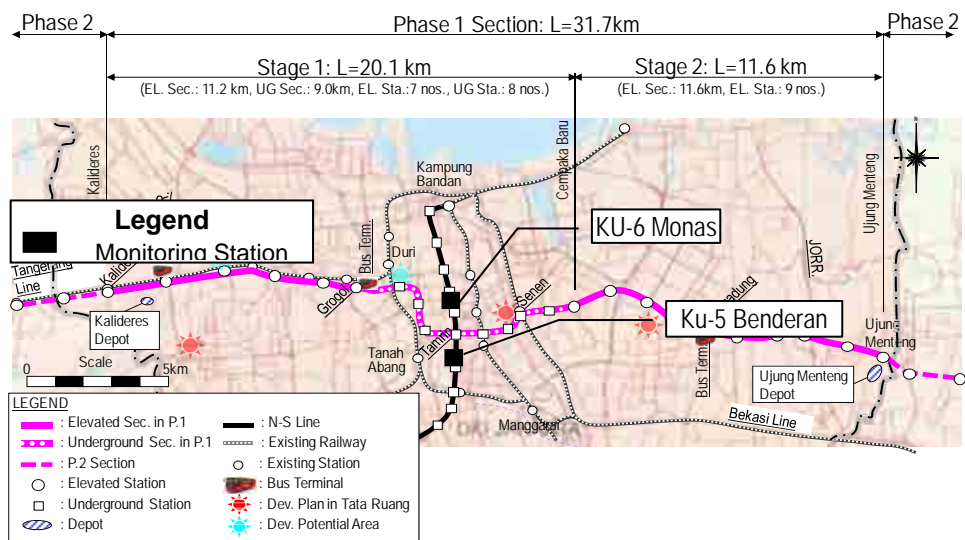 Phase 2
Phase 1 Section: L=31.7km
Phase 2
Stage 1: L=20.1 km
Stage 2: L=11.6 km
(EL. Sec.: 11.2 km, UG Sec.: 9.0km, EL. Sta.:7 nos., UG Sta.: 8 nos.)
(EL. Sec.: 11.6km, EL. Sta.: 9 nos.)
Kalideres
Kampung
Bandan
Cempaka Baru
Ujung Menteng
JORR
Legend
Monitoring Station
KU-6 Monas
Bus Term.
Duri
Tangerang
Line
Grogol
Senen
Ku-5 Benderan
Kalideres
Depot
Tamrin
Tanah
Abang
Ujung
Menteng
Bus Term.
Ujung Menteng
Depot
Scale
0
5km
Manggarai
Bekasi Line
LEGEND
: Elevated Sec. in P.1
: Underground Sec. in P.1
: P.2 Section
: Elevated Station
: Underground Station
: Depot
: N-S Line
: Existing Railway
: Existing Station
: Bus Terminal
: Dev. Plan in Tata Ruang
: Dev. Potential Area